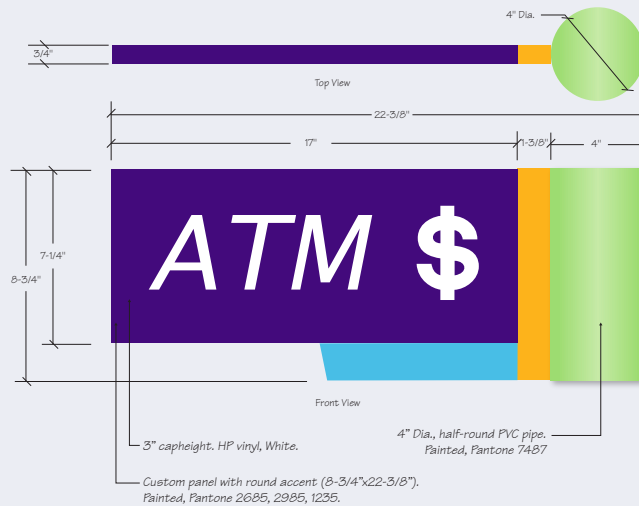 4" Dia.
3/4"
Top View
22-3/8"
17"
1-3/8"
4"
7-1/4"
8-3/4"
ATM $
Front View
3” capheight. HP vinyl, White.
4” Dia., half-round PVC pipe.
Painted, Pantone 7487
Custom panel with round accent (8-3/4”x22-3/8”).
Painted, Pantone 2685, 2985, 1235.